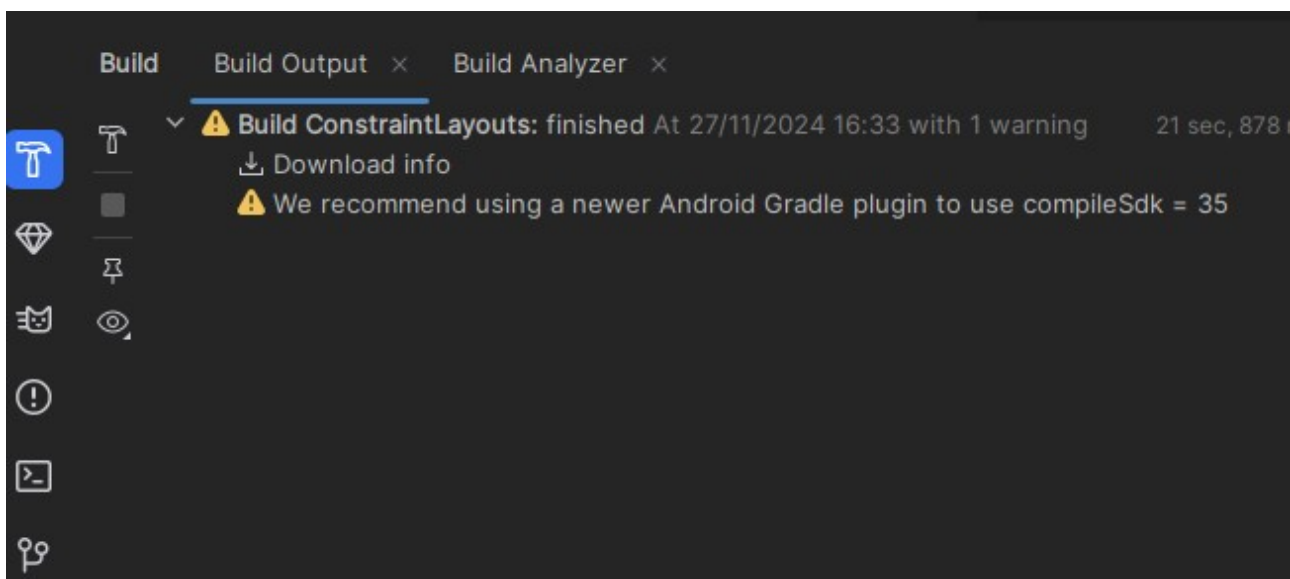 Build Build Output × Build Analyzer ×
Build ConstraintLayouts: finished At 27/11/2024 16:33 with 1 warning 21 sec, 878
Download info
We recommend using a newer Android Gradle plugin to use compileSdk = 35